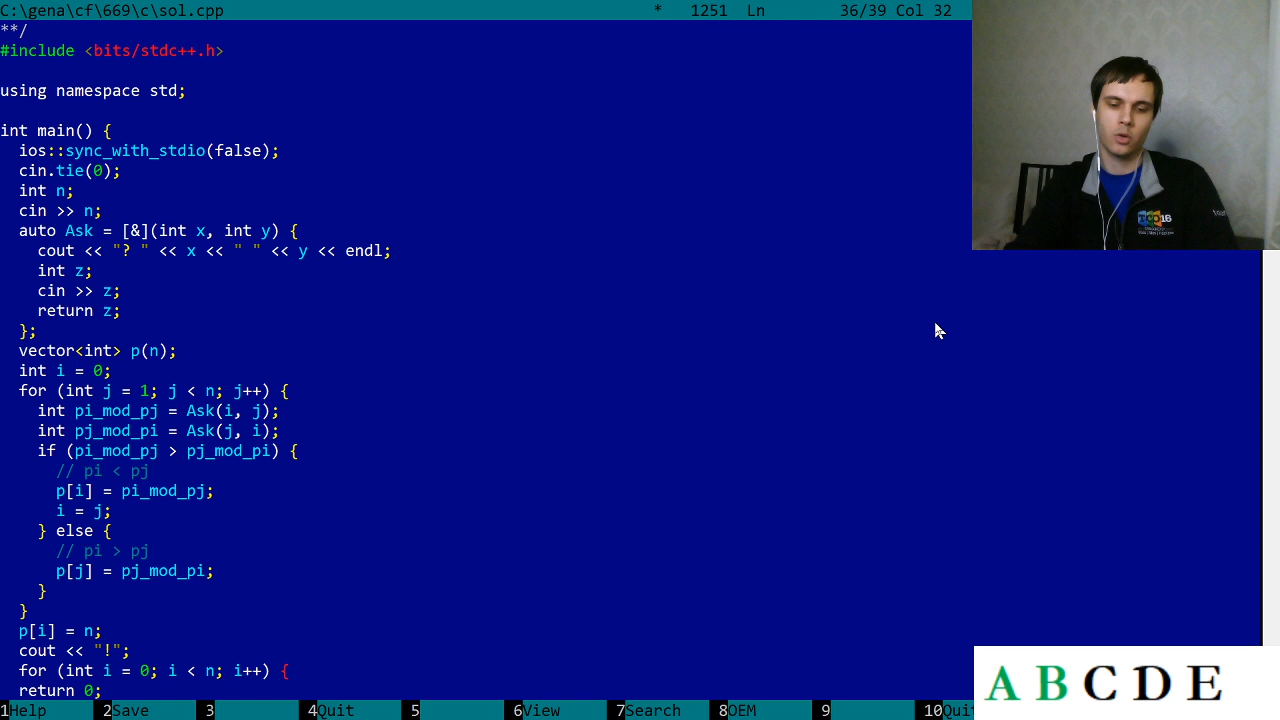 C:\gena\cf\669\c\sol.cpp * 1251 Ln 36/39 Col 32
**/
#include <bits/stdc++.h>
using namespace std;
int main() {
ios::sync_with_stdio(false);
cin.tie(0);
int n;
cin >> n;
auto Ask = [&](int x, int y) {
cout << "? " << x << " " << y << endl;
int z;
cin >> z;
return z;
};
vector<int> p(n);
int i = 0;
for (int j = 1; j < n; j++) {
int pi_mod_pj = Ask(i, j);
int pj_mod_pi = Ask(j, i);
if (pi_mod_pj > pj_mod_pi) {
// pi < pj
p[i] = pi_mod_pj;
i = j;
} else {
// pi > pj
p[j] = pj_mod_pi;
}
}
p[i] = n;
cout << "!";
for (int i = 0; i < n; i++) {
return 0;
1Help 2Save 3 4Quit 5 6View 7Search 8OEM 9 10Qui
A B C D E